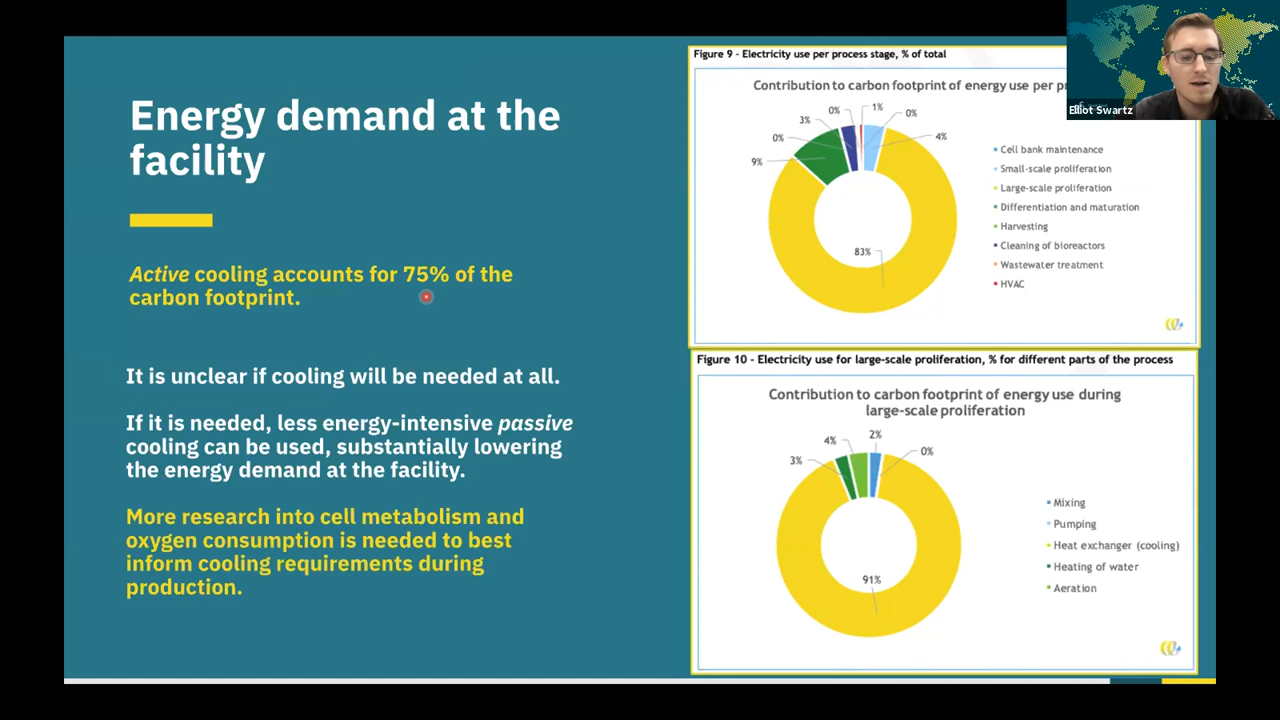 Energy demand at the
facility
Active cooling accounts for 75% of the
carbon footprint.
It is unclear if cooling will be needed at all.
If it is needed, less energy-intensive passive
cooling can be used, substantially lowering
the energy demand at the facility.
More research into cell metabolism and
oxygen consumption is needed to best
inform cooling requirements during
production.
Figure 9 - Electricity use per process stage, % of total
Contribution to carbon footprint of energy use per
9%
0%
3%
0%
1%
0%
4%
83%
Cell bank maintenance
Small-scale proliferation
Large-scale proliferation
Differentiation and maturation
Harvesting
Cleaning of bioreactors
Wastewater treatment
HVAC
Figure 10 - Electricity use for large-scale proliferation, % for different parts of the process
Contribution to carbon footprint of energy use during
large-scale proliferation
3%
4%
2%
0%
91%
Mixing
Pumping
Heat exchanger (cooling)
Heating of water
Aeration
Elliot Swartz